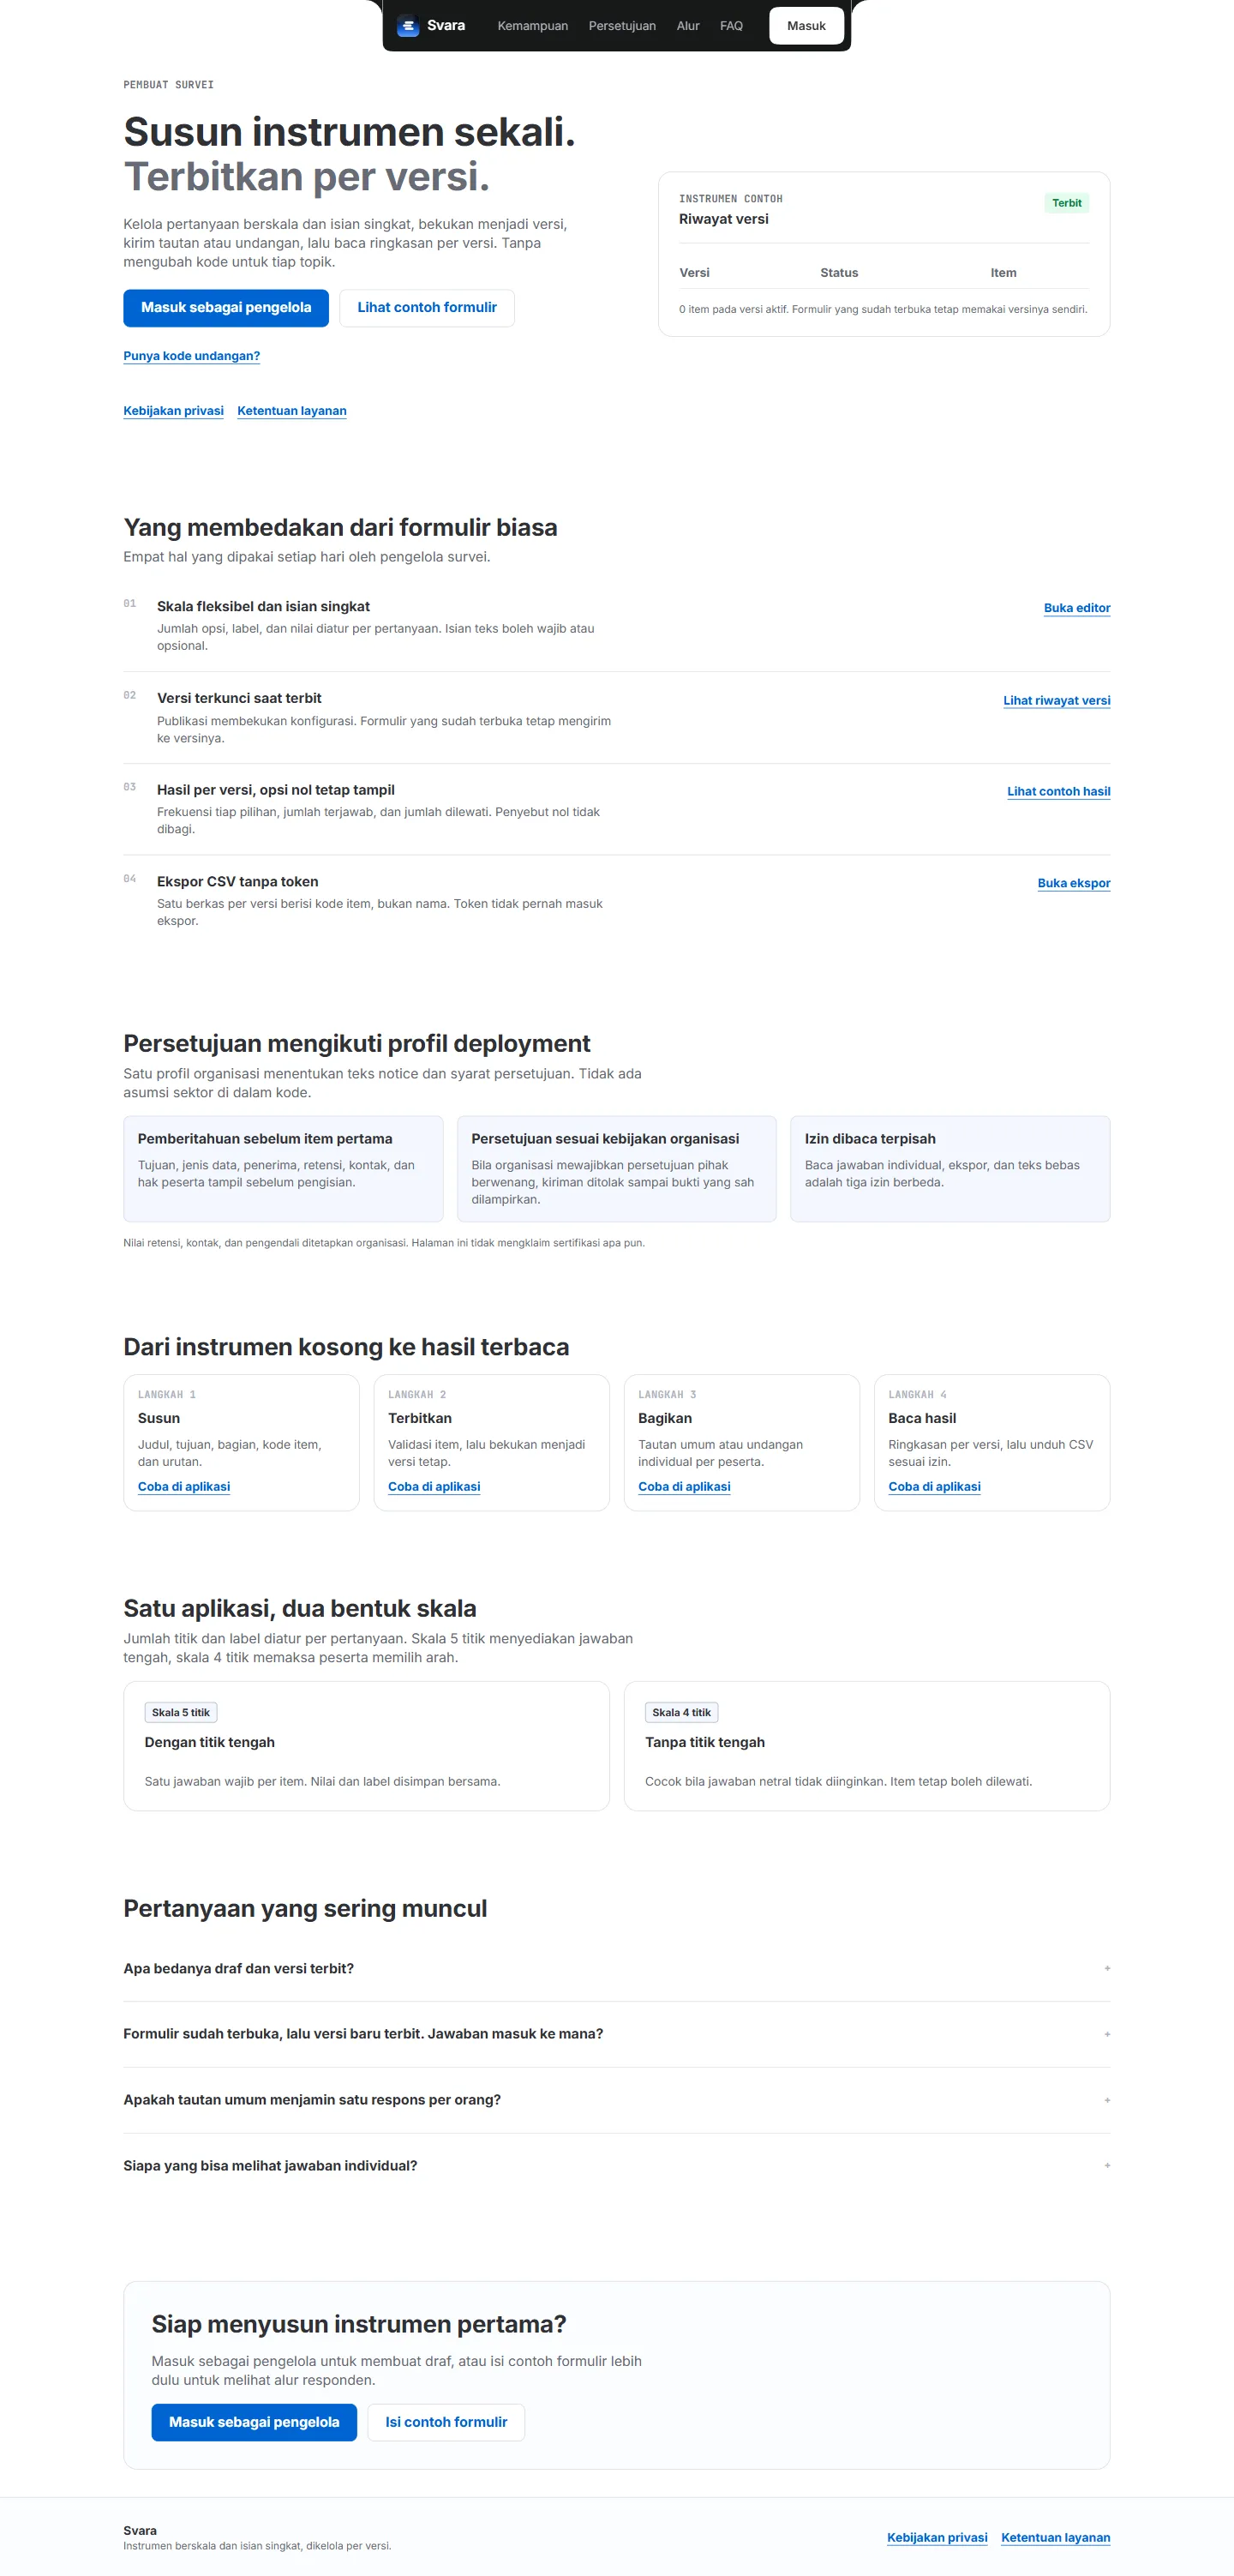 Svara
Kemampuan
Persetujuan
Alur
FAQ
Masuk
PEMBUAT SURVEI
Susun instrumen sekali.
Terbitkan per versi.
Kelola pertanyaan berskala dan isian singkat, bekukan menjadi versi,
kirim tautan atau undangan, lalu baca ringkasan per versi. Tanpa
mengubah kode untuk tiap topik.
Masuk sebagai pengelola
Lihat contoh formulir
Punya kode undangan?
Kebijakan privasi
Ketentuan layanan
INSTRUMEN CONTOH
Riwayat versi
Terbit
Versi
Status
Item
0 item pada versi aktif. Formulir yang sudah terbuka tetap memakai versinya sendiri.
Yang membedakan dari formulir biasa
Empat hal yang dipakai setiap hari oleh pengelola survei.
01
Skala fleksibel dan isian singkat
Jumlah opsi, label, dan nilai diatur per pertanyaan. Isian teks boleh wajib atau
opsional.
Buka editor
02
Versi terkunci saat terbit
Publikasi membekukan konfigurasi. Formulir yang sudah terbuka tetap mengirim
ke versinya.
Lihat riwayat versi
03
Hasil per versi, opsi nol tetap tampil
Frekuensi tiap pilihan, jumlah terjawab, dan jumlah dilewati. Penyebut nol tidak
dibagi.
Lihat contoh hasil
04
Ekspor CSV tanpa token
Satu berkas per versi berisi kode item, bukan nama. Token tidak pernah masuk
ekspor.
Buka ekspor
Persetujuan mengikuti profil deployment
Satu profil organisasi menentukan teks notice dan syarat persetujuan. Tidak ada
asumsi sektor di dalam kode.
Pemberitahuan sebelum item pertama
Tujuan, jenis data, penerima, retensi, kontak, dan
hak peserta tampil sebelum pengisian.
Persetujuan sesuai kebijakan organisasi
Bila organisasi mewajibkan persetujuan pihak
berwenang, kiriman ditolak sampai bukti yang sah
dilampirkan.
Izin dibaca terpisah
Baca jawaban individual, ekspor, dan teks bebas
adalah tiga izin berbeda.
Nilai retensi, kontak, dan pengendali ditetapkan organisasi. Halaman ini tidak mengklaim sertifikasi apa pun.
Dari instrumen kosong ke hasil terbaca
LANGKAH 1
Susun
Judul, tujuan, bagian, kode item,
dan urutan.
Coba di aplikasi
LANGKAH 2
Terbitkan
Validasi item, lalu bekukan menjadi
versi tetap.
Coba di aplikasi
LANGKAH 3
Bagikan
Tautan umum atau undangan
individual per peserta.
Coba di aplikasi
LANGKAH 4
Baca hasil
Ringkasan per versi, lalu unduh CSV
sesuai izin.
Coba di aplikasi
Satu aplikasi, dua bentuk skala
Jumlah titik dan label diatur per pertanyaan. Skala 5 titik menyediakan jawaban
tengah, skala 4 titik memaksa peserta memilih arah.
Skala 5 titik
Dengan titik tengah
Satu jawaban wajib per item. Nilai dan label disimpan bersama.
Skala 4 titik
Tanpa titik tengah
Cocok bila jawaban netral tidak diinginkan. Item tetap boleh dilewati.
Pertanyaan yang sering muncul
Apa bedanya draf dan versi terbit?
+
Formulir sudah terbuka, lalu versi baru terbit. Jawaban masuk ke mana?
+
Apakah tautan umum menjamin satu respons per orang?
+
Siapa yang bisa melihat jawaban individual?
+
Siap menyusun instrumen pertama?
Masuk sebagai pengelola untuk membuat draf, atau isi contoh formulir lebih
dulu untuk melihat alur responden.
Masuk sebagai pengelola
Isi contoh formulir
Svara
Instrumen berskala dan isian singkat, dikelola per versi.
Kebijakan privasi
Ketentuan layanan